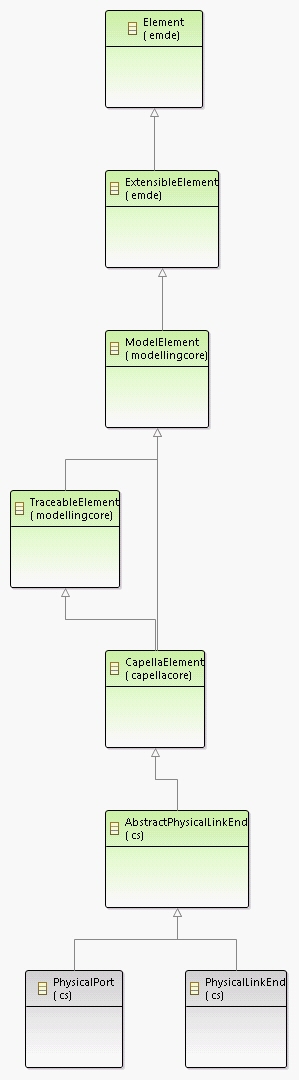 Element
( emde)
ExtensibleElement
( emde)
ModelElement
( modellingcore)
TraceableElement
( modellingcore)
CapellaElement
( capellacore)
AbstractPhysicalLinkEnd
( cs)
PhysicalPort
( cs)
PhysicalLinkEnd
( cs)